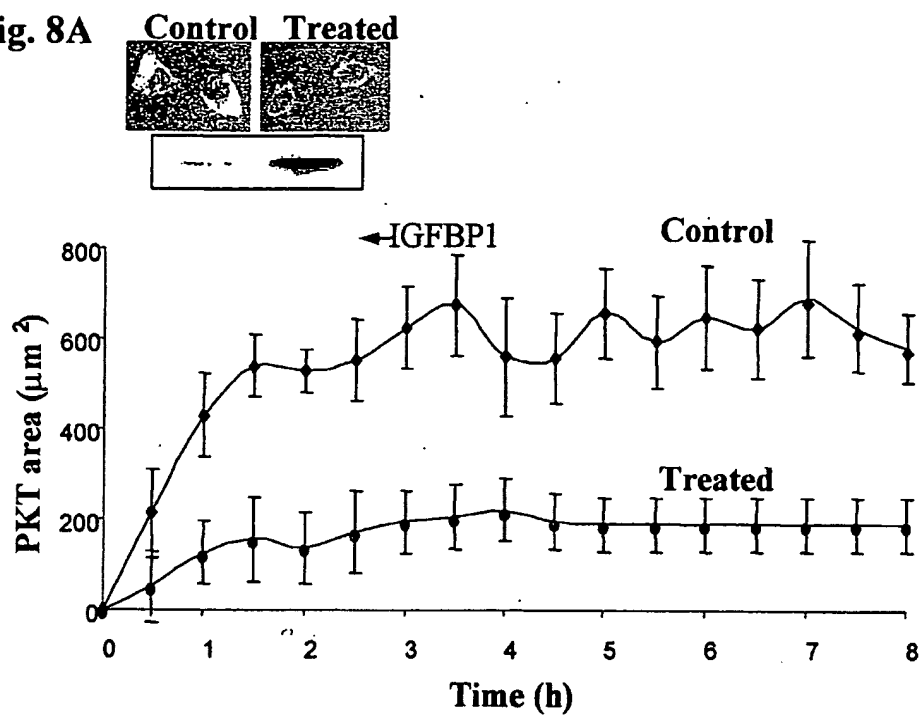 ig. 8A
Control Treated
IGFBP1
Control
Treated
PKT area (μm ²)
800
600
400
200
0
0 1 2 3 4 5 6 7 8
Time (h)